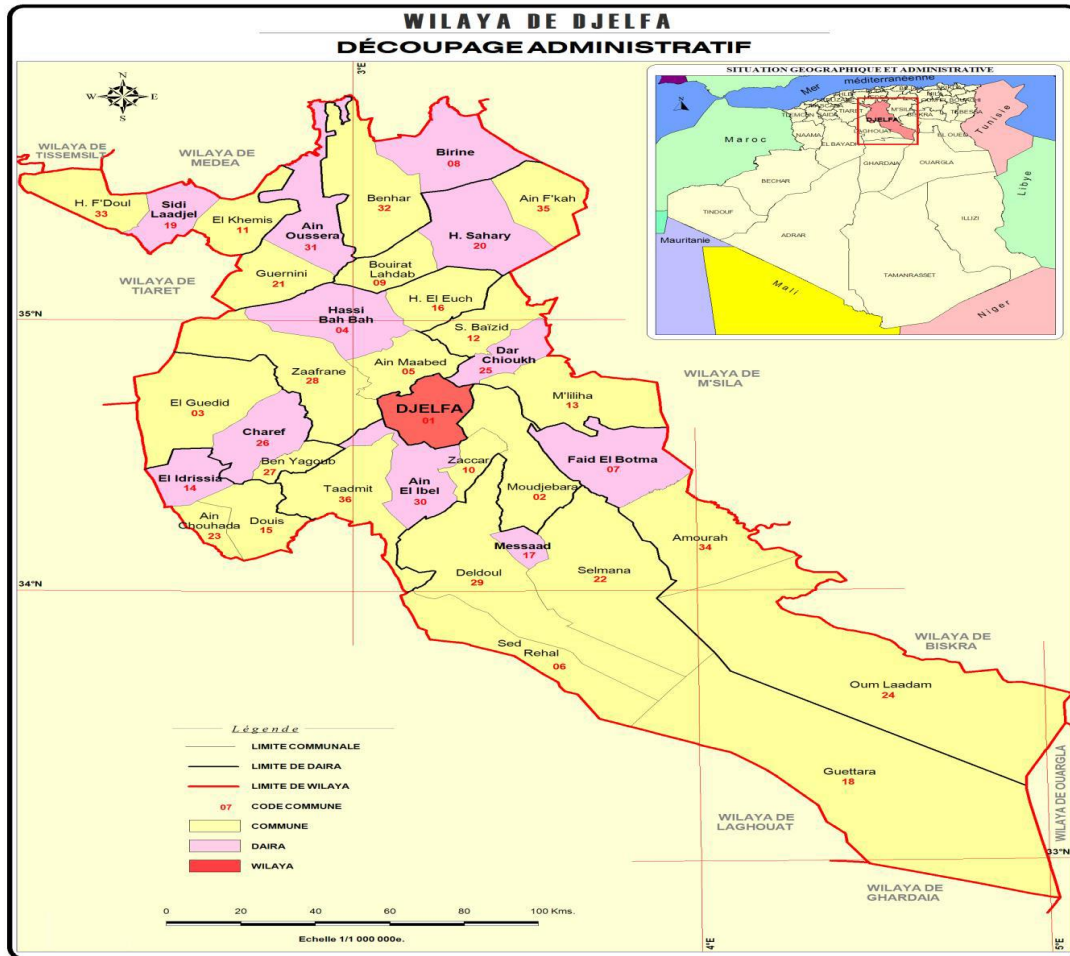 WILAYA DE DJELFA
DÉCOUPAGE ADMINISTRATIF
N
W
E
S
3°E
SITUATION GEOGRAPHIQUE ET ADMINISTRATIVE
Mer méditerranéenne
M'SILA
TIARET
BISKRA
TEBESSA
TLEMCEN
SAIDA
DJELFA
LAGHOUAT
NAAMA
EL BAYADH
EL OUED
Tunisie
Maroc
GHARDAIA
OUARGLA
BECHAR
Libye
TINDOUF
ADRAR
ILLIZI
Mauritanie
TAMANRASSET
Mali
Niger
WILAYA DE
TISSEMSILT
WILAYA DE
MEDEA
Birine
08
H. F'Doul
33
Sidi
Laadjel
19
El Khemis
11
Benhar
32
Ain F'kah
35
Ain
Oussera
31
H. Sahary
20
WILAYA DE
TIARET
Guernini
21
Bouirat
Lahdab
09
35°N
Hassi
Bah Bah
04
H. El Euch
16
S. Baïzid
12
Dar
Chioukh
25
Zaafrane
28
Ain Maabed
05
WILAYA DE
M'SILA
El Guedid
03
DJELFA
01
M'liliha
13
Charef
26
Ben Yagoub
27
Zaccar
10
Faid El Botma
07
El Idrissia
14
Taadmit
36
Ain
El Ibel
30
Moudjebara
02
Ain
Chouhada
23
Douis
15
Messaad
17
Amourah
34
34°N
Deldoul
29
Selmana
22
Sed
Rehal
06
WILAYA DE
BISKRA
Oum Laadam
24
Guettara
18
WILAYA DE
LAGHOUAT
WILAYA DE OUARGLA
33°N
WILAYA DE
GHARDAIA
Légende
LIMITE COMMUNALE
LIMITE DE DAIRA
LIMITE DE WILAYA
07 CODE COMMUNE
COMMUNE
DAIRA
WILAYA
0 20 40 60 80 100 Kms.
Echelle 1/1 000 000e.
4°E
5°E